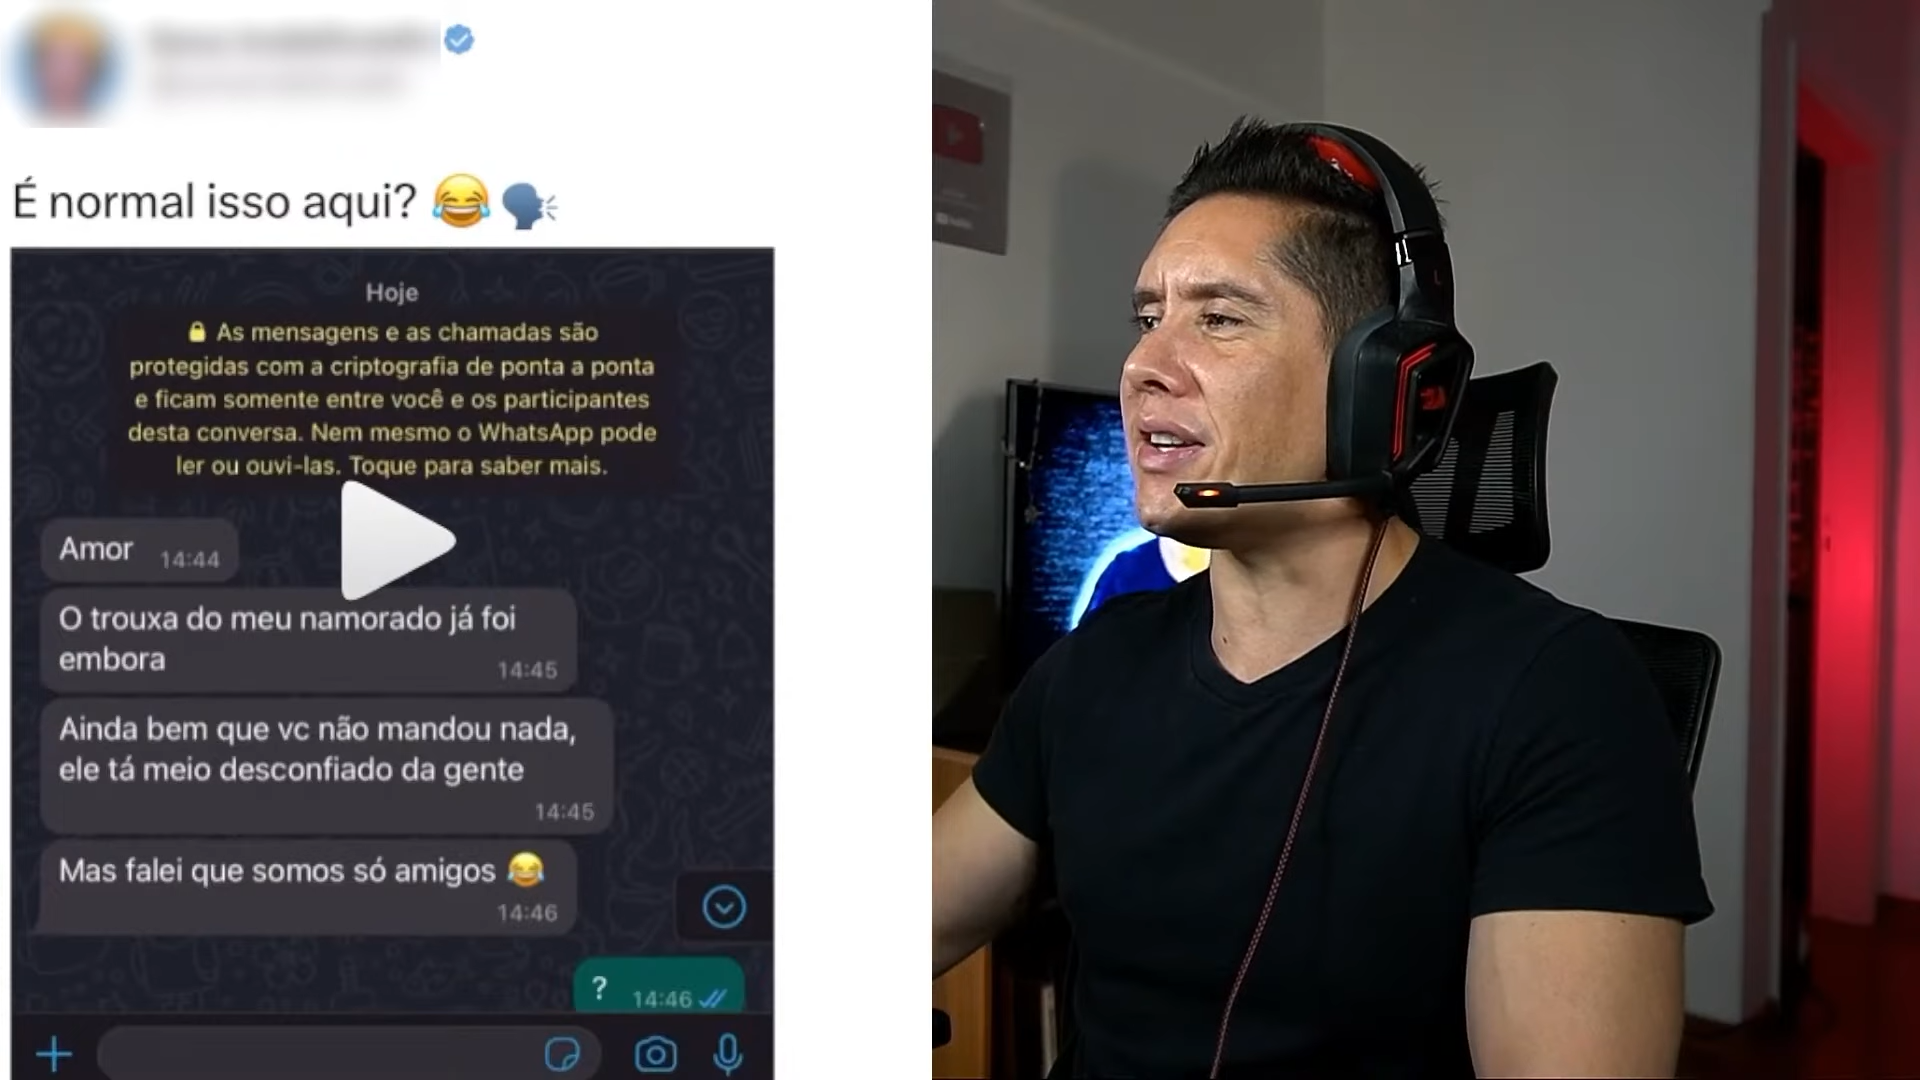 É normal isso aqui? 😂🗣
Hoje
🔒 As mensagens e as chamadas são
protegidas com a criptografia de ponta a ponta
e ficam somente entre você e os participantes
desta conversa. Nem mesmo o WhatsApp pode
ler ou ouvi-las. Toque para saber mais.
Amor 14:44
O trouxa do meu namorado já foi
embora
14:45
Ainda bem que vc não mandou nada,
ele tá meio desconfiado da gente
14:45
Mas falei que somos só amigos 😂
14:46
? 14:46